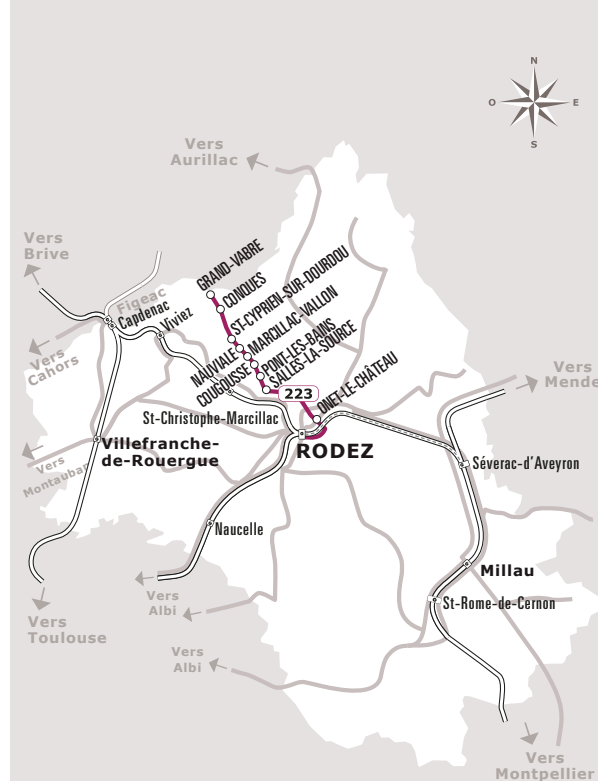 N
O
E
S
Vers
Aurillac
Vers
Brive
GRAND-VABRE
CONQUES
ST-CYPRIEN-SUR-DOURDOU
Figeac
Capdenac
Viviez
NAUVIALE
MARCILLAC-VALLON
COUGOUSSE
PONT-LES-BAINS
SALLES-LA-SOURCE
Vers
Cahors
223
ONET-LE-CHÂTEAU
Vers
Mende
St-Christophe-Marcillac
Villefranche-
de-Rouergue
RODEZ
Vers
Montauban
Séverac-d'Aveyron
Naucelle
Millau
Vers
Albi
St-Rome-de-Cernon
Vers
Toulouse
Vers
Albi
Vers
Montpellier